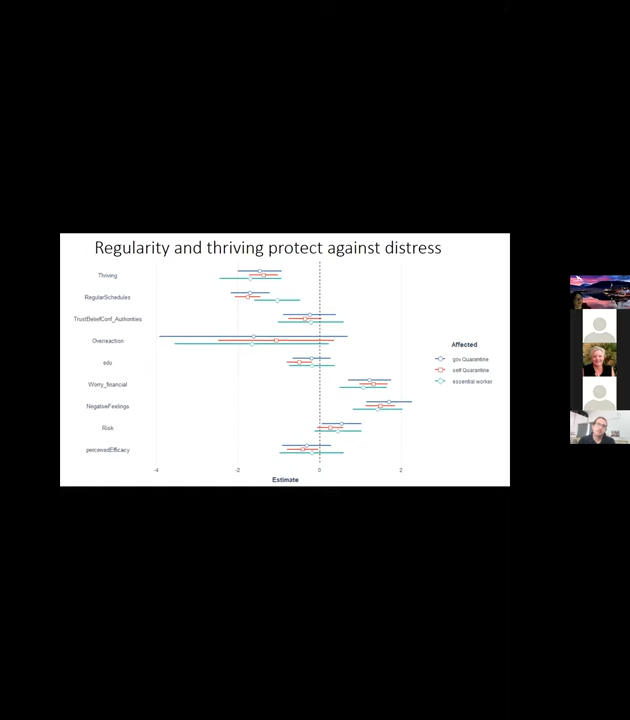 Regularity and thriving protect against distress
Thriving
RegularSchedules
TrustBeliefConf_Authorities
Overreaction
edu
Worry_financial
NegativeFeelings
Risk
perceivedEfficacy
Affected
gov.Quarantine
self.Quarantine
essential worker
-4 -2 0 2
Estimate